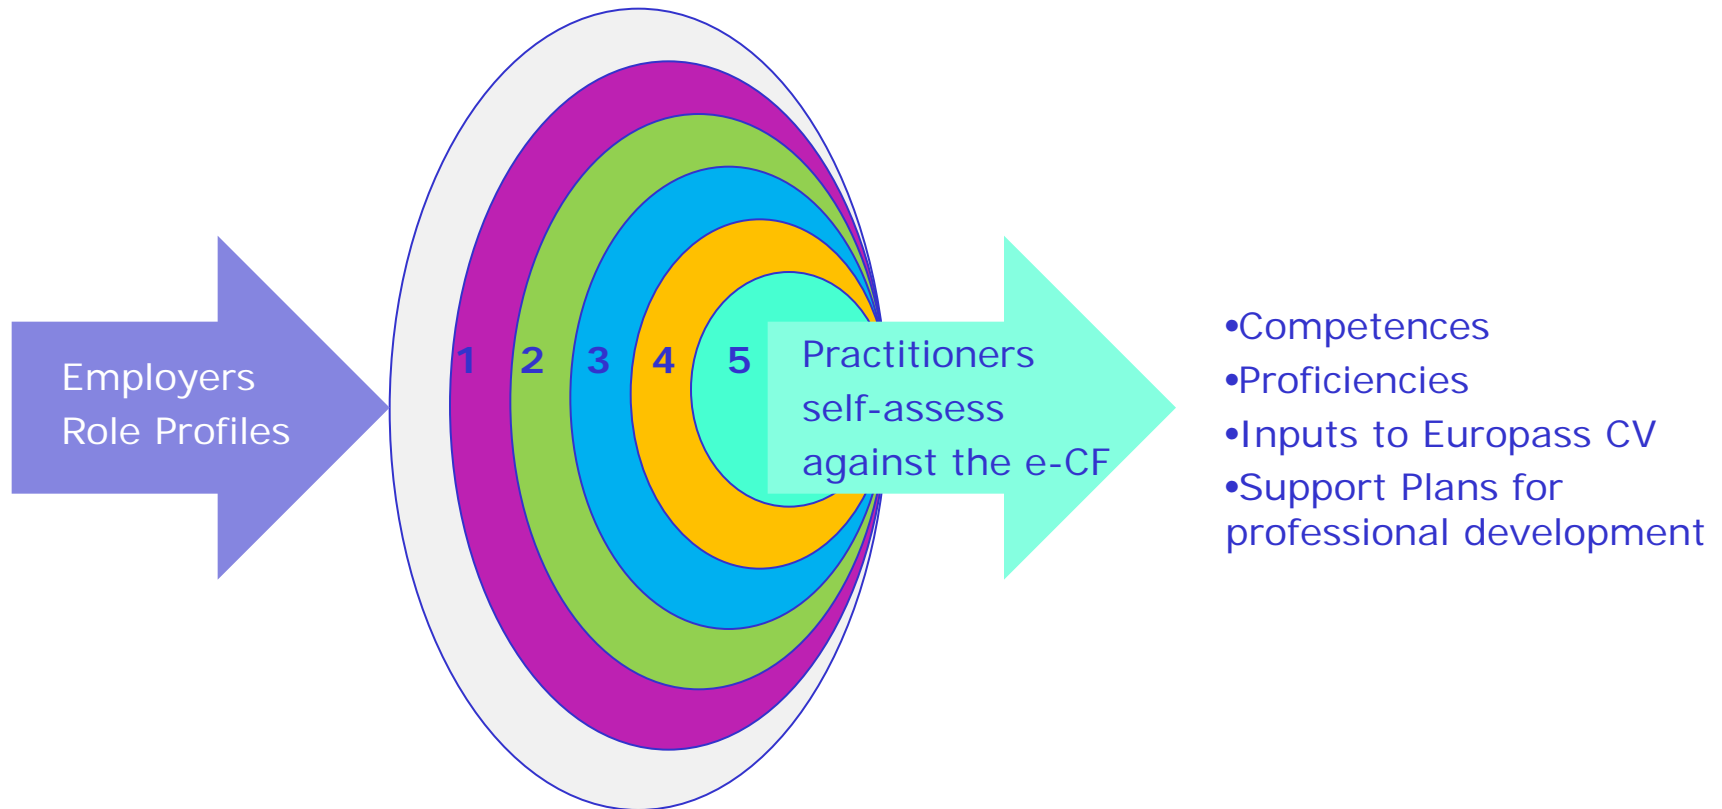 Employers
Role Profiles
1 2 3 4 5
Practitioners
self-assess
against the e-CF
•Competences
•Proficiencies
•Inputs to Europass CV
•Support Plans for
professional development